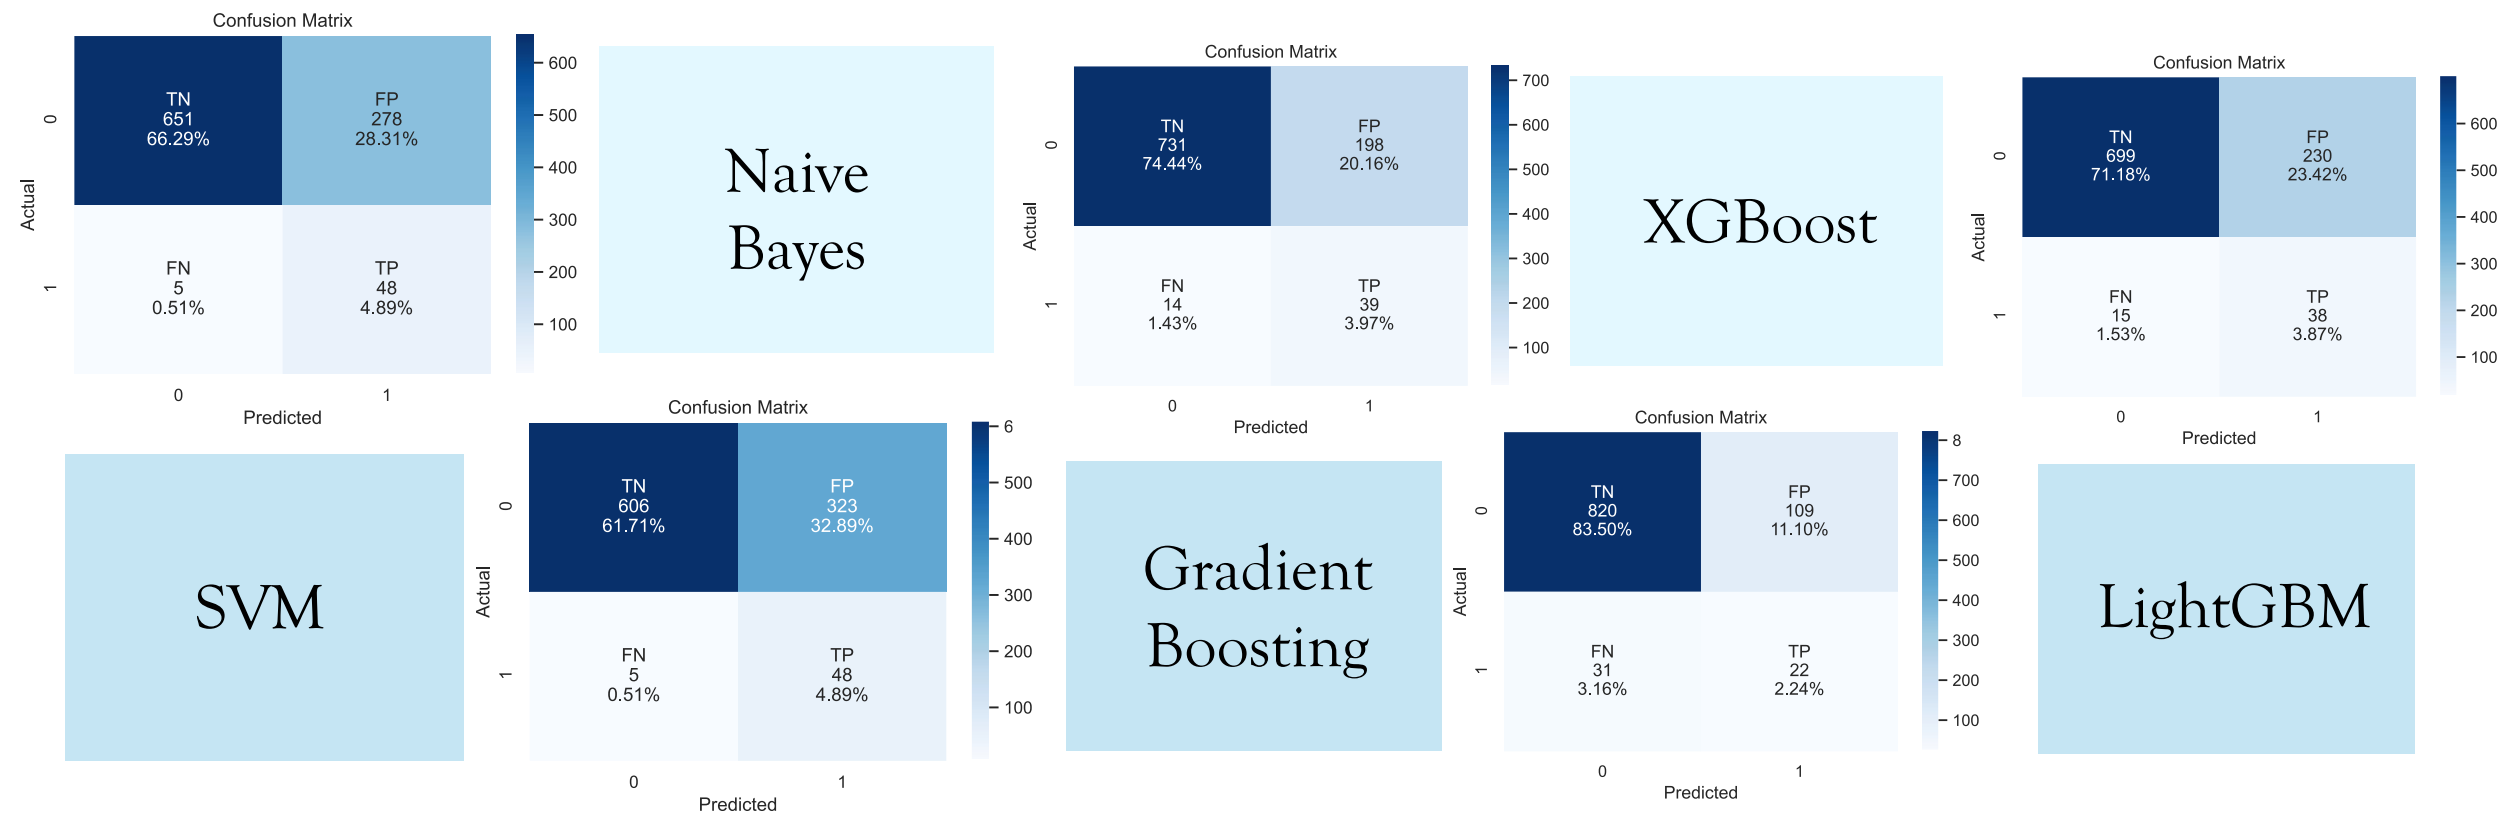 Confusion Matrix
TN
651
66.29%
FP
278
28.31%
FN
5
0.51%
TP
48
4.89%
0
1
Actual
0
1
Predicted
600
500
400
300
200
100
Naive
Bayes
Confusion Matrix
TN
731
74.44%
FP
198
20.16%
FN
14
1.43%
TP
39
3.97%
0
1
Actual
0
1
Predicted
700
600
500
400
300
200
100
XGBoost
Confusion Matrix
TN
699
71.18%
FP
230
23.42%
FN
15
1.53%
TP
38
3.87%
0
1
Actual
0
1
Predicted
600
500
400
300
200
100
SVM
Confusion Matrix
TN
606
61.71%
FP
323
32.89%
FN
5
0.51%
TP
48
4.89%
0
1
Actual
0
1
Predicted
6
500
400
300
200
100
Gradient
Boosting
Confusion Matrix
TN
820
83.50%
FP
109
11.10%
FN
31
3.16%
TP
22
2.24%
0
1
Actual
0
1
Predicted
8
700
600
500
400
300
200
100
LightGBM